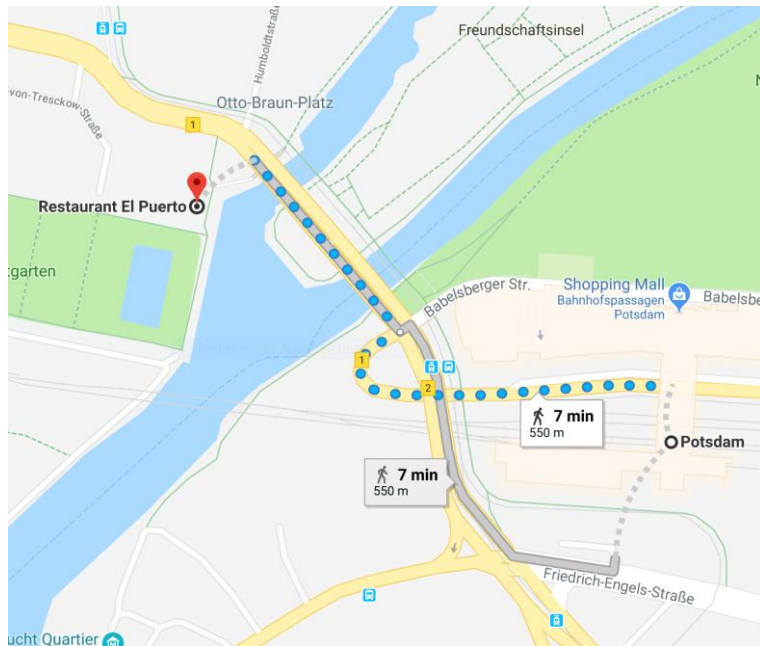 Freundschaftsinsel
Humboldtstraße
Otto-Braun-Platz
-von-Tresckow-Straße
1
Restaurant El Puerto
tgarten
Babelsberger Str.
Shopping Mall
Bahnhofspassagen
Potsdam
Babelsbe
N
1
2
7 min
550 m
Potsdam
7 min
550 m
Friedrich-Engels-Straße
ucht Quartier